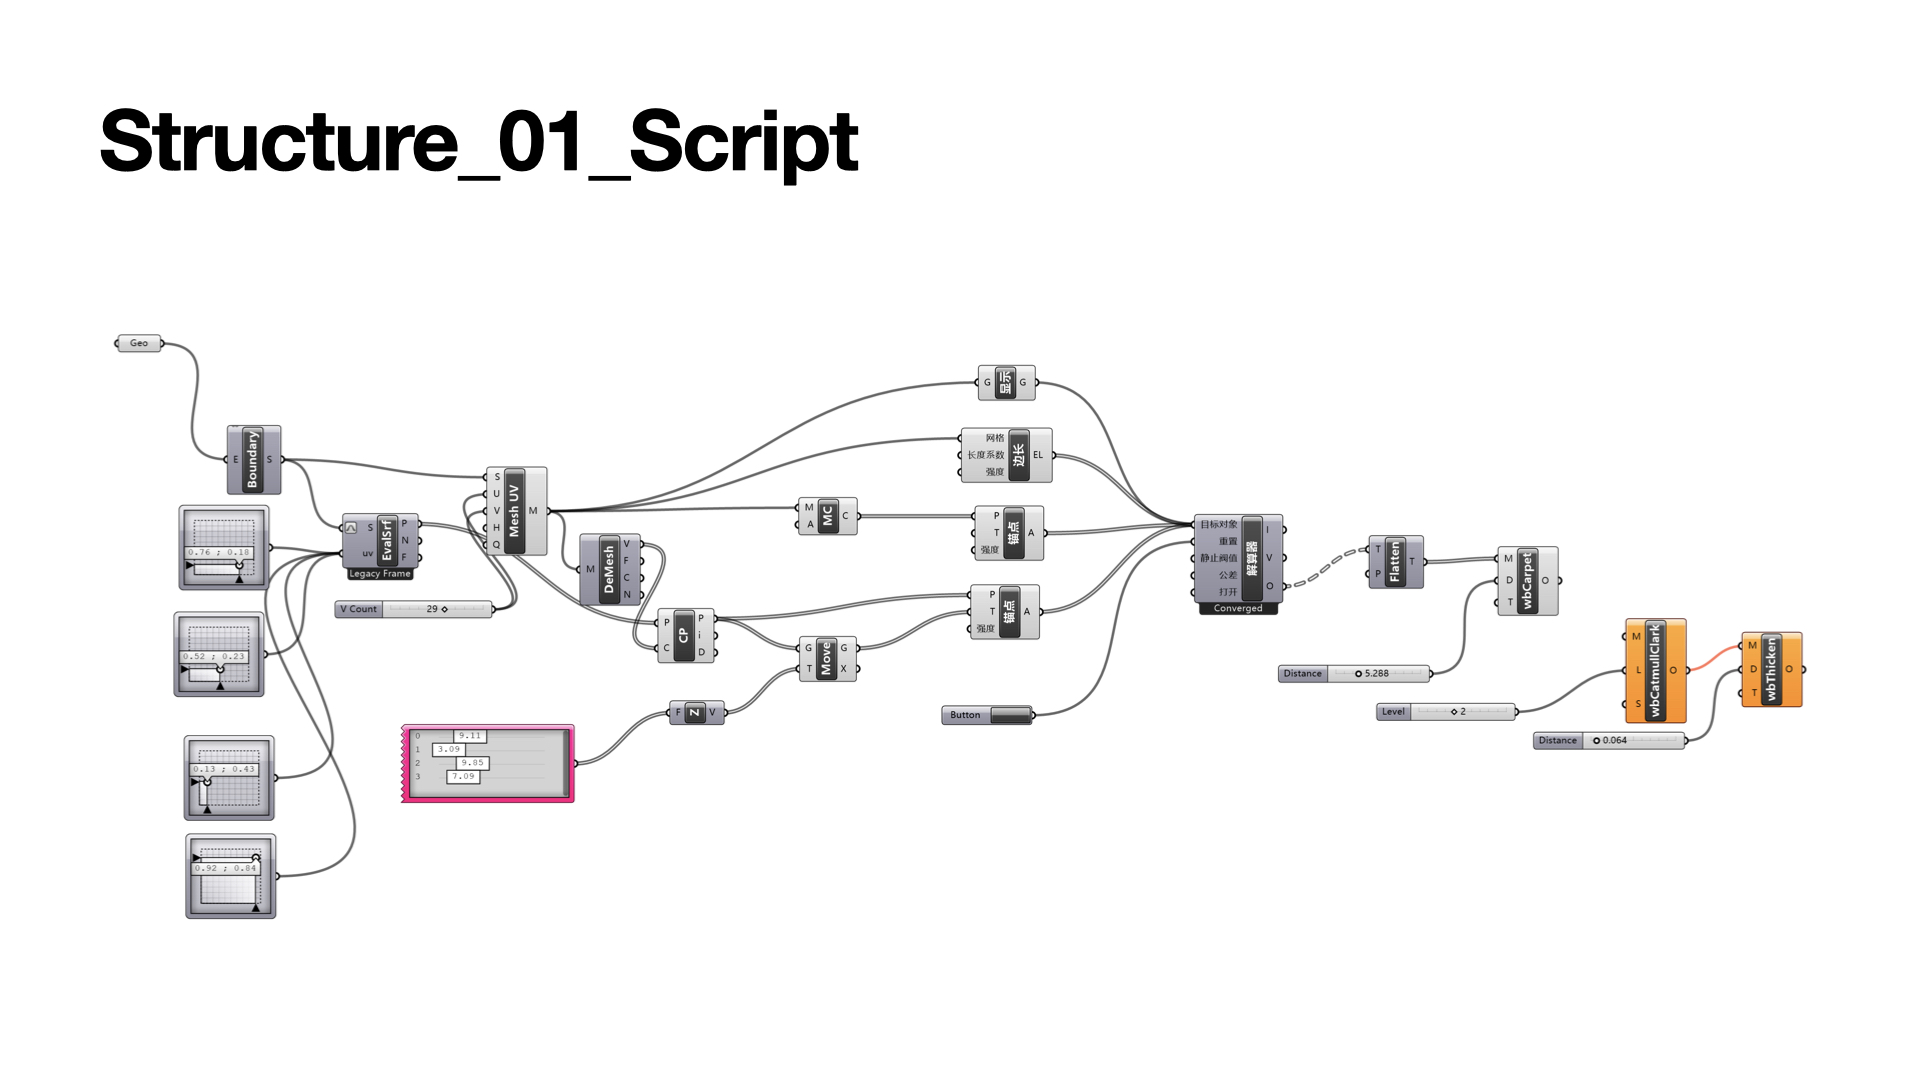 Structure_01_Script
Geo
E Boundary S
0.76 ; 0.18
0.52 ; 0.23
0.13 ; 0.43
0.92 ; 0.84
S
uv
EvalSrf
P
N
F
Legacy Frame
V Count 29
S
U
V
H
Q
Mesh UV
M
M
DeMesh
V
F
C
N
P
C
CP
P
i
D
0 9.11
1 3.09
2 9.85
3 7.09
F Z V
G
T
Move
G
X
M
A
MC
C
G 显示 G
网格
长度系数
强度
边长
EL
P
T
强度
锚点
A
P
T
强度
锚点
A
Button
目标对象
重置
静止阀值
公差
打开
解算器
I
V
O
Converged
T
P
Flatten
T
M
D
T
wbCarpet
O
Distance 5.288
Level 2
M
L
S
wbCatmullClark
O
Distance 0.064
M
D
T
wbThicken
O